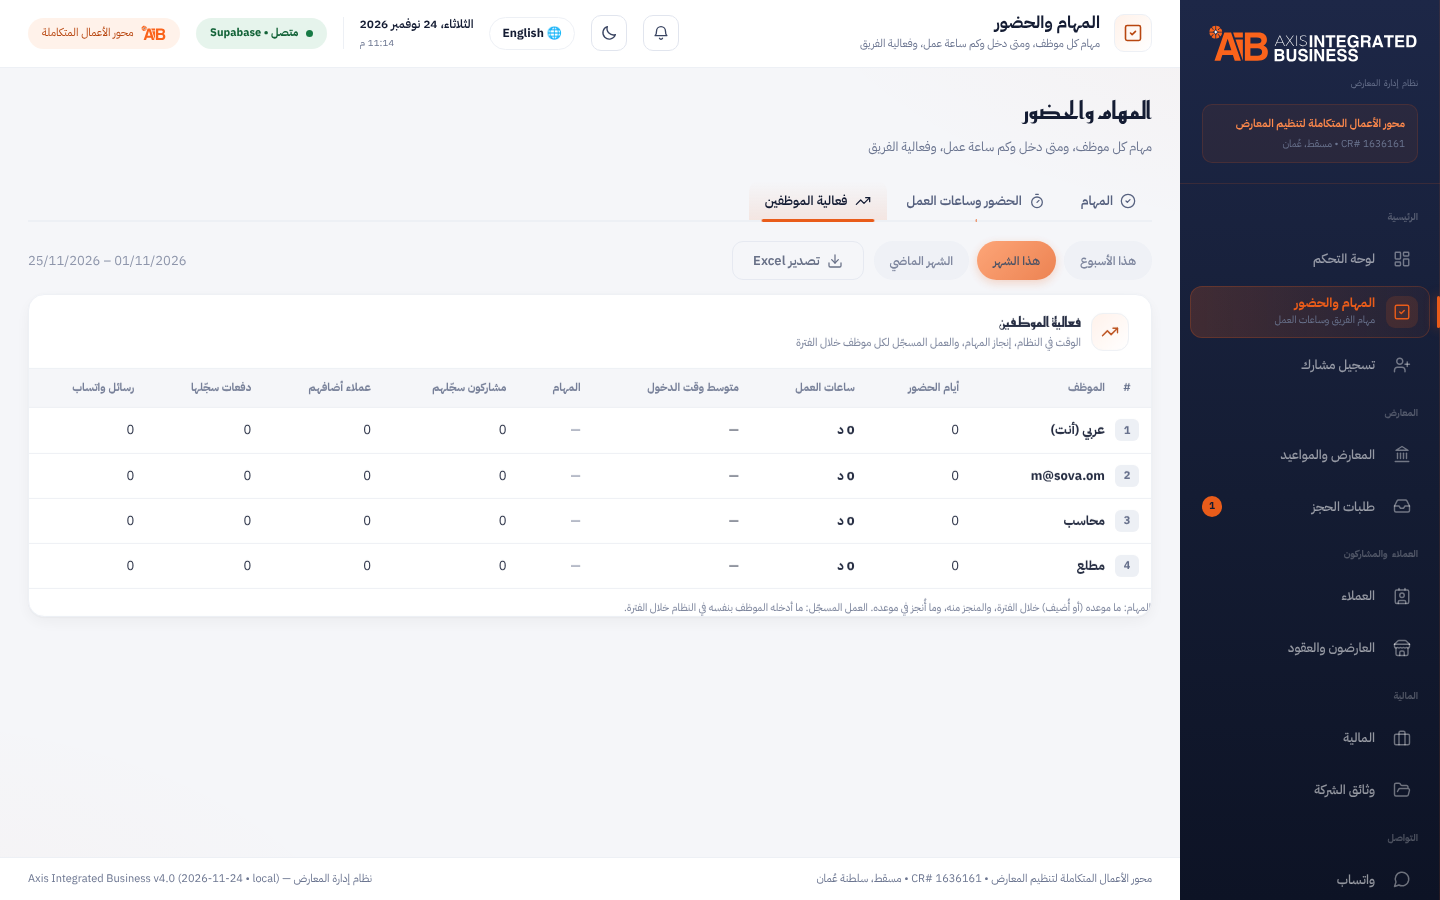 AiB AXIS INTEGRATED BUSINESS
نظام إدارة المعارض
محور الأعمال المتكاملة لتنظيم المعارض
CR# 1636161 • مسقط، عُمان
الرئيسية
لوحة التحكم
المهام والحضور
مهام الفريق وساعات العمل
تسجيل مشارك
المعارض
المعارض والمواعيد
طلبات الحجز
1
العملاء والمشاركون
العملاء
العارضون والعقود
المالية
المالية
وثائق الشركة
التواصل
واتساب
المهام والحضور
مهام كل موظف، ومتى دخل وكم ساعة عمل، وفعالية الفريق
English 🌐
الثلاثاء، 24 نوفمبر 2026
11:14 م
متصل • Supabase
AiB محور الأعمال المتكاملة
المهام والحضور
مهام كل موظف، ومتى دخل وكم ساعة عمل، وفعالية الفريق
المهام
الحضور وساعات العمل
فعالية الموظفين
هذا الأسبوع
هذا الشهر
الشهر الماضي
تصدير Excel
25/11/2026 – 01/11/2026
فعالية الموظفين
الوقت في النظام، إنجاز المهام، والعمل المسجّل لكل موظف خلال الفترة
# الموظف أيام الحضور ساعات العمل متوسط وقت الدخول المهام مشاركون سجّلهم عملاء أضافهم دفعات سجّلها رسائل واتساب
1 عربي (أنت) 0 0 د — — 0 0 0 0
2 m@sova.om 0 0 د — — 0 0 0 0
3 محاسب 0 0 د — — 0 0 0 0
4 مطلع 0 0 د — — 0 0 0 0
المهام: ما موعده (أو أُضيف) خلال الفترة، والمنجز منه، وما أُنجز في موعده. العمل المسجّل: ما أدخله الموظف بنفسه في النظام خلال الفترة.
محور الأعمال المتكاملة لتنظيم المعارض • CR# 1636161 • مسقط، سلطنة عُمان
نظام إدارة المعارض — Axis Integrated Business v4.0 (2026-11-24 • local)